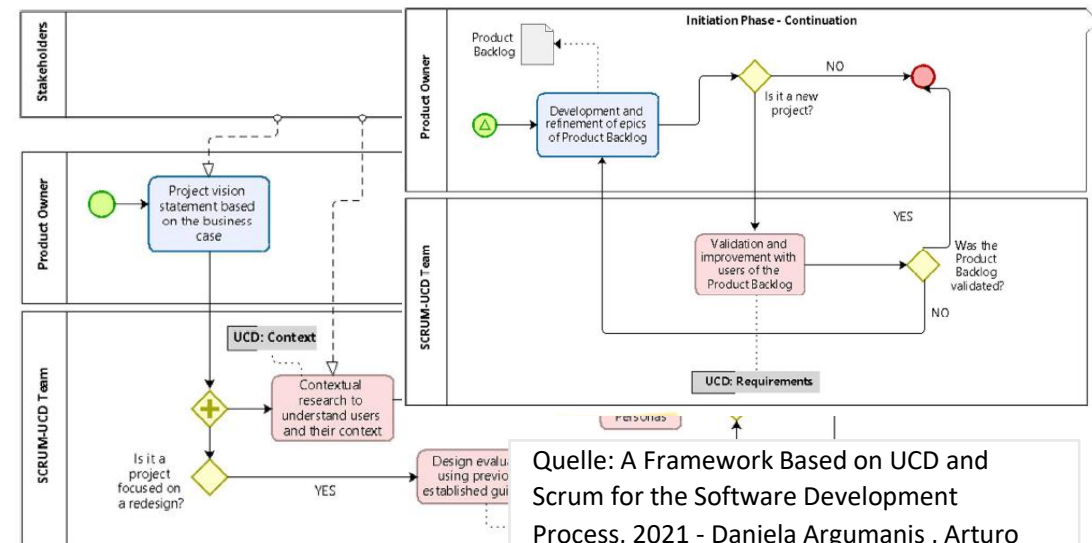 Stakeholders
Product Owner
Project vision
statement based
on the business
case
SCRUM-UCD Team
UCD: Context
Contextual
research to
understand users
and their context
Is it a
project
focused on
a redesign?
YES
Design
using
established
Initiation Phase - Continuation
Product Owner
Product
Backlog
Development and
refinement of epics
of Product Backlog
Is it a new
project?
NO
SCRUM-UCD Team
Validation and
improvement with
users of the
Product Backlog
YES
Was the
Product
Backlog
validated?
NO
UCD: Requirements
Personas
Quelle: A Framework Based on UCD and
Scrum for the Software Development
Process, 2021 - Daniela Argumanis , Arturo